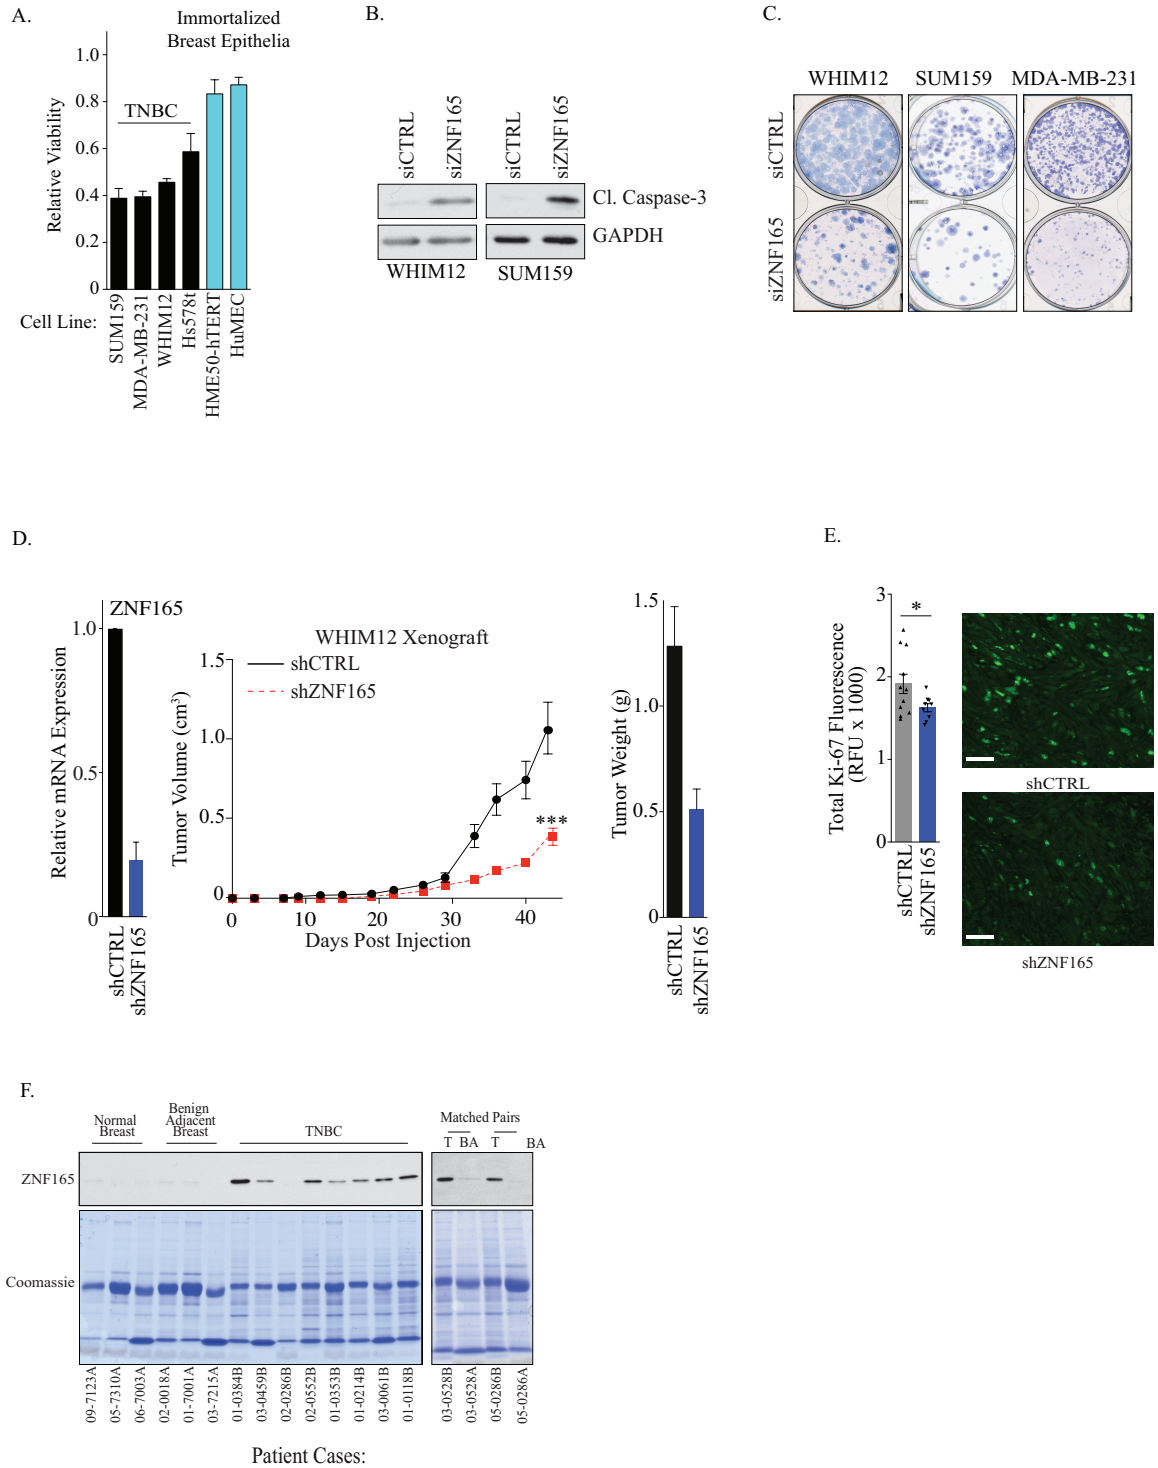 A.
Immortalized
Breast Epithelia
1.0
0.8
0.6
0.4
0.2
0
Relative Viability
TNBC
Cell Line:
SUM159
MDA-MB-231
WHIM12
Hs578t
HME50-hTERT
HuMEC
B.
siCTRL
siZNF165
siCTRL
siZNF165
Cl. Caspase-3
GAPDH
WHIM12
SUM159
C.
WHIM12
SUM159
MDA-MB-231
siCTRL
siZNF165
D.
ZNF165
1.0
0.5
0
Relative mRNA Expression
shCTRL
shZNF165
WHIM12 Xenograft
shCTRL
shZNF165
1.5
1.0
0.5
0
Tumor Volume (cm³)
***
0
10
20
30
40
Days Post Injection
1.5
1.0
0.5
0
Tumor Weight (g)
shCTRL
shZNF165
E.
3
2
1
0
Total Ki-67 Fluorescence
(RFU x 1000)
*
shCTRL
shZNF165
shCTRL
shZNF165
F.
Normal
Breast
Benign
Adjacent
Breast
TNBC
Matched Pairs
T BA T BA
ZNF165
Coomassie
09-7123A
05-7310A
06-7003A
02-0018A
01-7001A
03-7215A
01-0384B
03-0459B
02-0286B
02-0552B
01-0353B
01-0214B
03-0061B
01-0118B
03-0528B
03-0528A
05-0286B
05-0286A
Patient Cases: